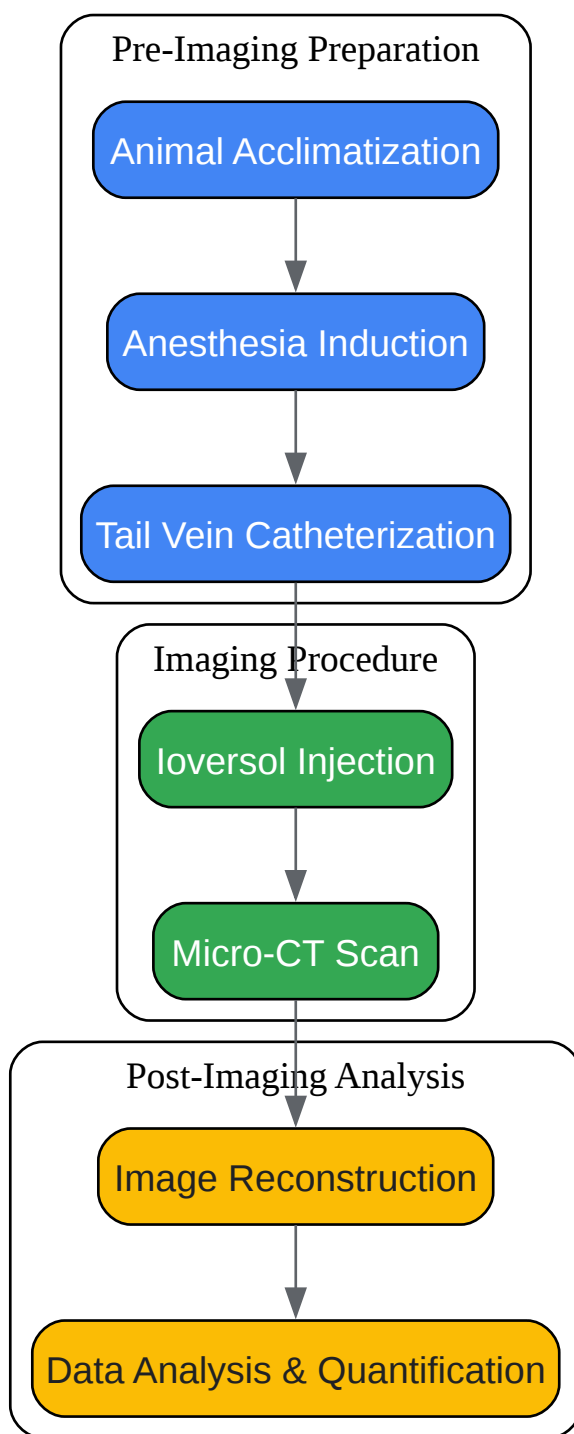 Pre-Imaging Preparation
Animal Acclimatization
Anesthesia Induction
Tail Vein Catheterization
Imaging Procedure
Ioversol Injection
Micro-CT Scan
Post-Imaging Analysis
Image Reconstruction
Data Analysis & Quantification